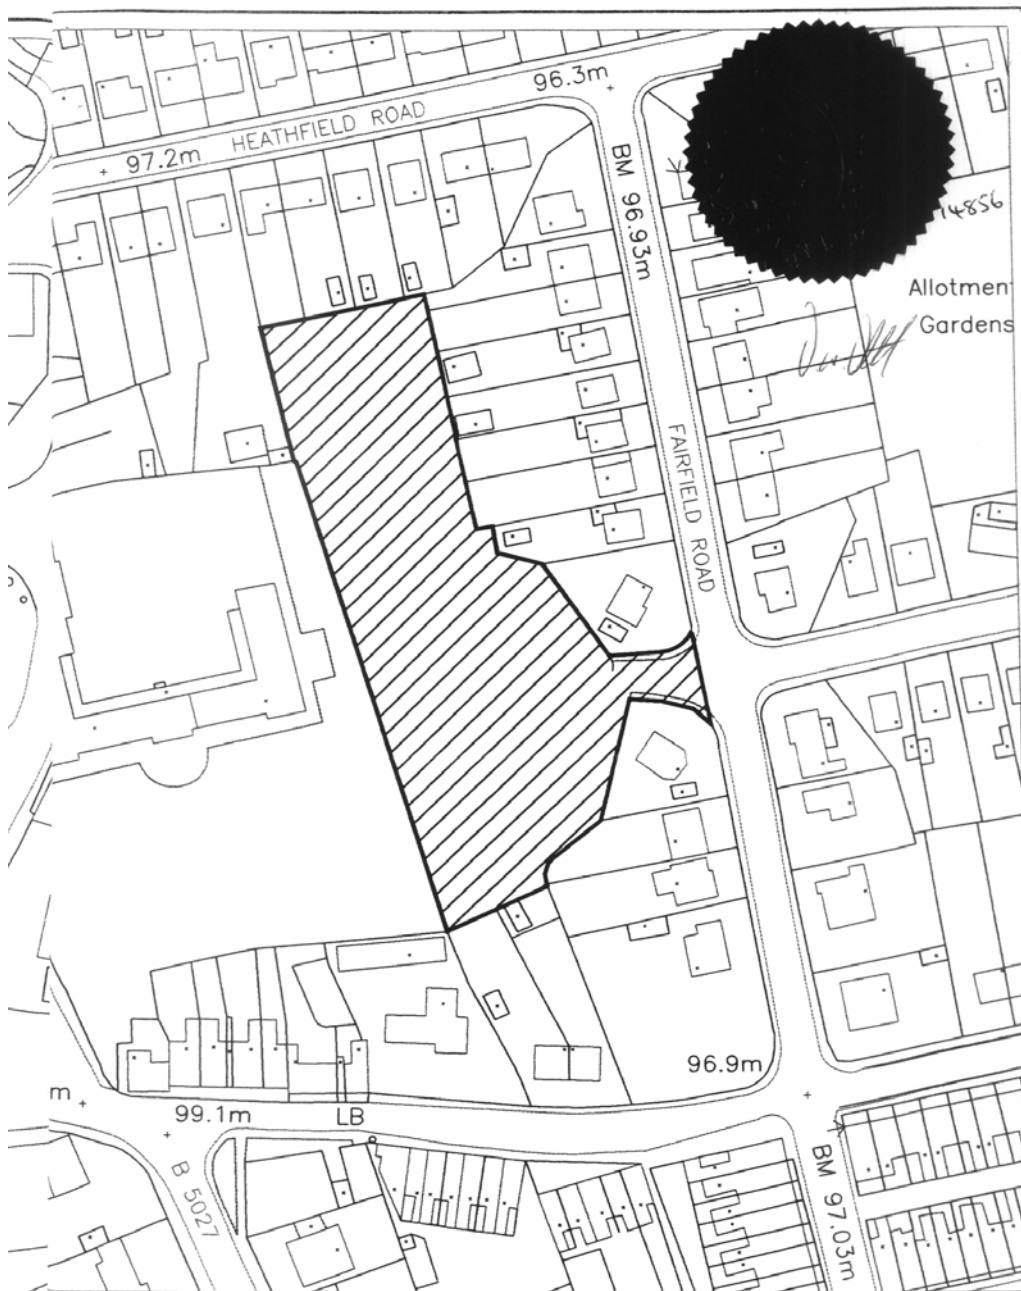 96.3m
HEATHFIELD ROAD
97.2m
BM 96.93m
14856
Allotmen
Gardens
FAIRFIELD ROAD
96.9m
m
99.1m
LB
B 5027
BM 97.03m